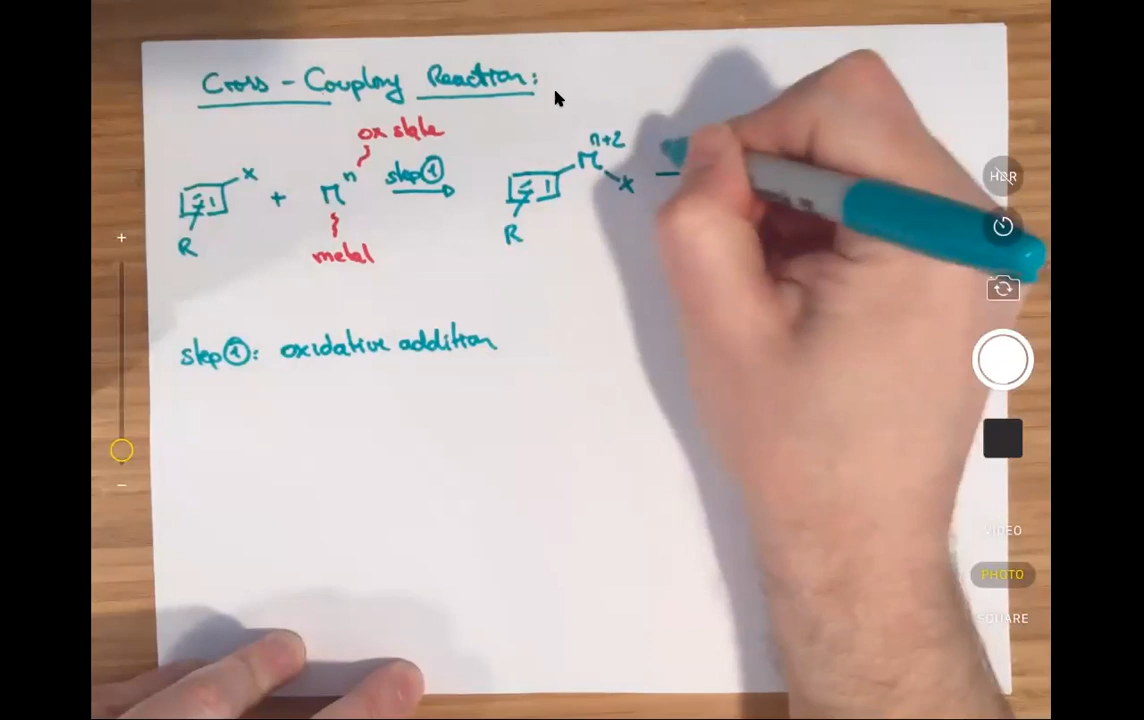 Cross - Coupling Reaction:
ox state
X + M n step ① M n+2 X
R R
metal
step ①: oxidative addition
HDR
VIDEO
PHOTO
SQUARE